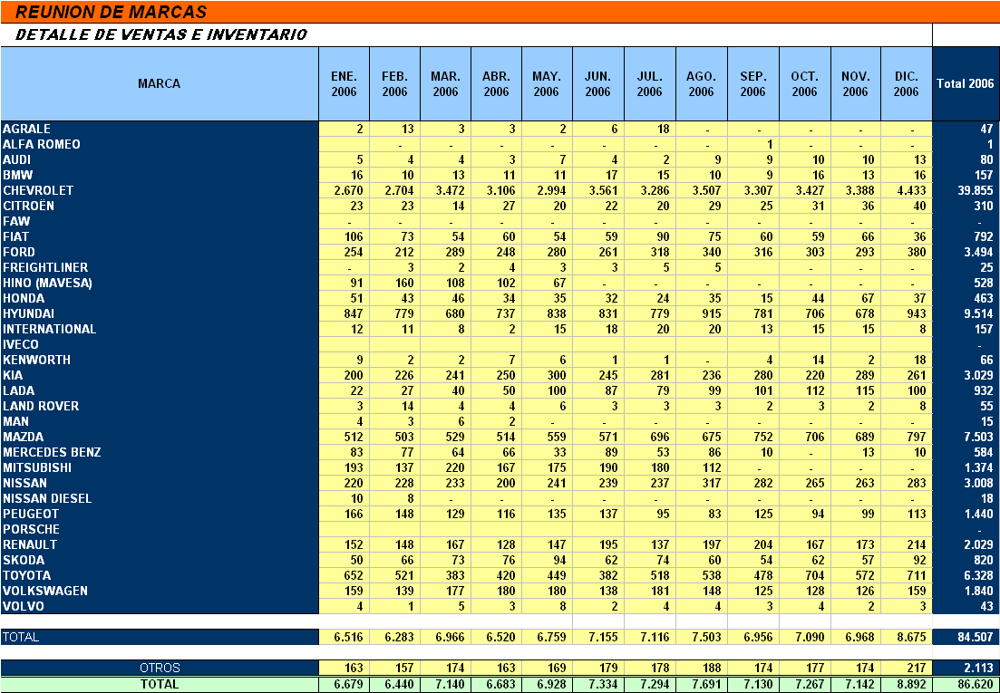 REUNION DE MARCAS
DETALLE DE VENTAS E INVENTARIO
MARCA ENE. 2006 FEB. 2006 MAR. 2006 ABR. 2006 MAY. 2006 JUN. 2006 JUL. 2006 AGO. 2006 SEP. 2006 OCT. 2006 NOV. 2006 DIC. 2006 Total 2006
AGRALE 2 13 3 3 2 6 18 - - - - - 47
ALFA ROMEO - - - - - - - 1 - - - 1
AUDI 5 4 4 3 7 4 2 9 9 10 10 13 80
BMW 16 10 13 11 11 17 15 10 9 16 13 16 157
CHEVROLET 2.670 2.704 3.472 3.106 2.994 3.561 3.286 3.507 3.307 3.427 3.388 4.433 39.855
CITROËN 23 23 14 27 20 22 20 29 25 31 36 40 310
FAW - - - - - - - - - - - - -
FIAT 106 73 54 60 54 59 90 75 60 59 66 36 792
FORD 254 212 289 248 280 261 318 340 316 303 293 380 3.494
FREIGHTLINER - 3 2 4 3 3 5 5 - - - 25
HINO (MAVESA) 91 160 108 102 67 - - - - - - - 528
HONDA 51 43 46 34 35 32 24 35 15 44 67 37 463
HYUNDAI 847 779 680 737 838 831 779 915 781 706 678 943 9.514
INTERNATIONAL 12 11 8 2 15 18 20 20 13 15 15 8 157
IVECO -
KENWORTH 9 2 2 7 6 1 1 - 4 14 2 18 66
KIA 200 226 241 250 300 245 281 236 280 220 289 261 3.029
LADA 22 27 40 50 100 87 79 99 101 112 115 100 932
LAND ROVER 3 14 4 4 6 3 3 3 2 3 2 8 55
MAN 4 3 6 2 - - - - - - - - 15
MAZDA 512 503 529 514 559 571 696 675 752 706 689 797 7.503
MERCEDES BENZ 83 77 64 66 33 89 53 86 10 - 13 10 584
MITSUBISHI 193 137 220 167 175 190 180 112 - - - - 1.374
NISSAN 220 228 233 200 241 239 237 317 282 265 263 283 3.008
NISSAN DIESEL 10 8 - - - - - - - - - - 18
PEUGEOT 166 148 129 116 135 137 95 83 125 94 99 113 1.440
PORSCHE -
RENAULT 152 148 167 128 147 195 137 197 204 167 173 214 2.029
SKODA 50 66 73 76 94 62 74 60 54 62 57 92 820
TOYOTA 652 521 383 420 449 382 518 538 478 704 572 711 6.328
VOLKSWAGEN 159 139 177 180 180 138 181 148 125 128 126 159 1.840
VOLVO 4 1 5 3 8 2 4 4 3 4 2 3 43
TOTAL 6.516 6.283 6.966 6.520 6.759 7.155 7.116 7.503 6.956 7.090 6.968 8.675 84.507
OTROS 163 157 174 163 169 179 178 188 174 177 174 217 2.113
TOTAL 6.679 6.440 7.140 6.683 6.928 7.334 7.294 7.691 7.130 7.267 7.142 8.892 86.620